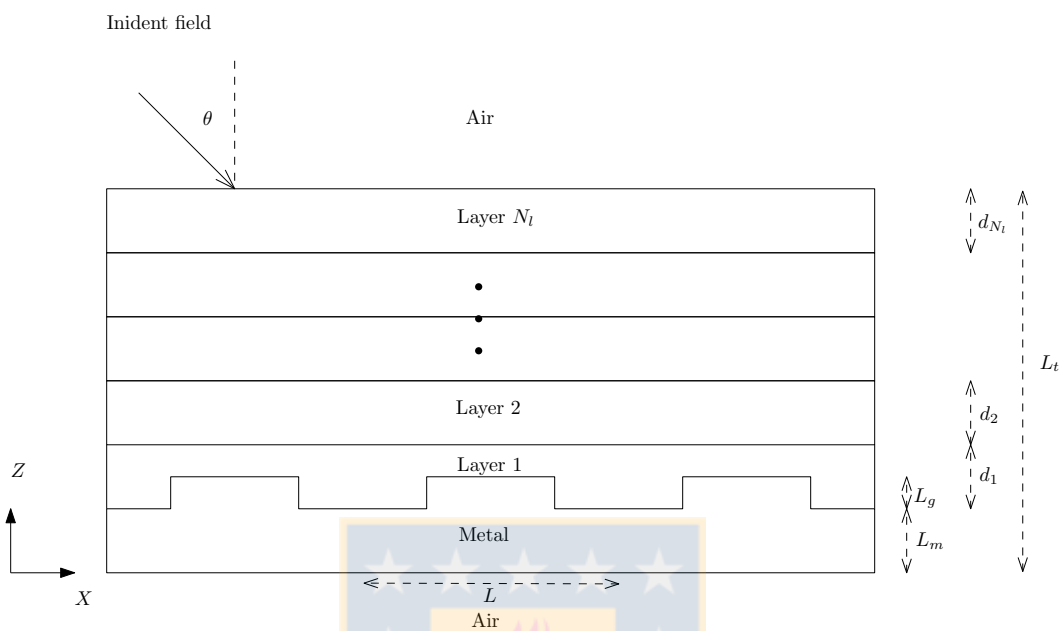 Inident field
θ
Air
Layer N_l
d_{N_l}
L_t
Layer 2
d_2
Layer 1
d_1
Z
L_g
Metal
L_m
X
L
Air